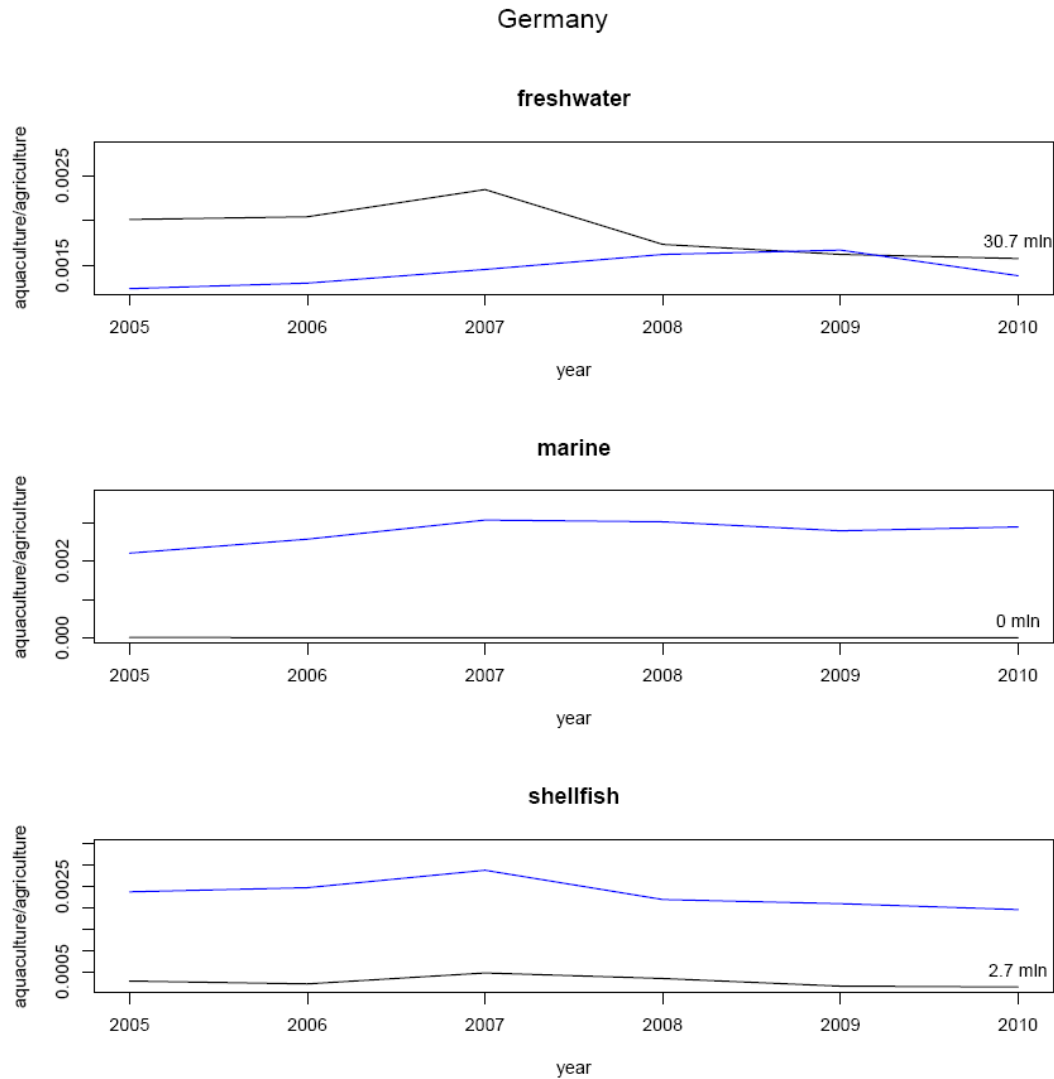 Germany
freshwater
aquaculture/agriculture
0.0025
0.0015
30.7 mln
2005 2006 2007 2008 2009 2010
year
marine
aquaculture/agriculture
0.002
0.000
0 mln
2005 2006 2007 2008 2009 2010
year
shellfish
aquaculture/agriculture
0.0025
0.0005
2.7 mln
2005 2006 2007 2008 2009 2010
year